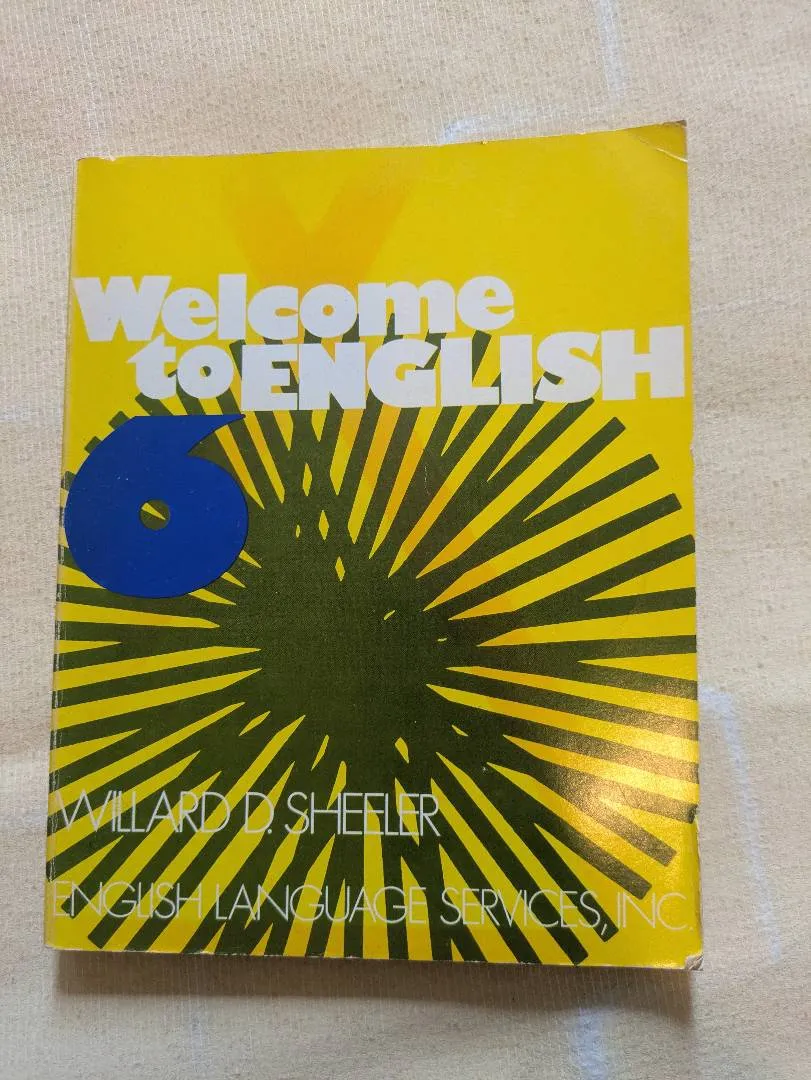 Welcome
to ENGLISH
6
WILLARD D. SHEELER
ENGLISH LANGUAGE SERVICES, INC.